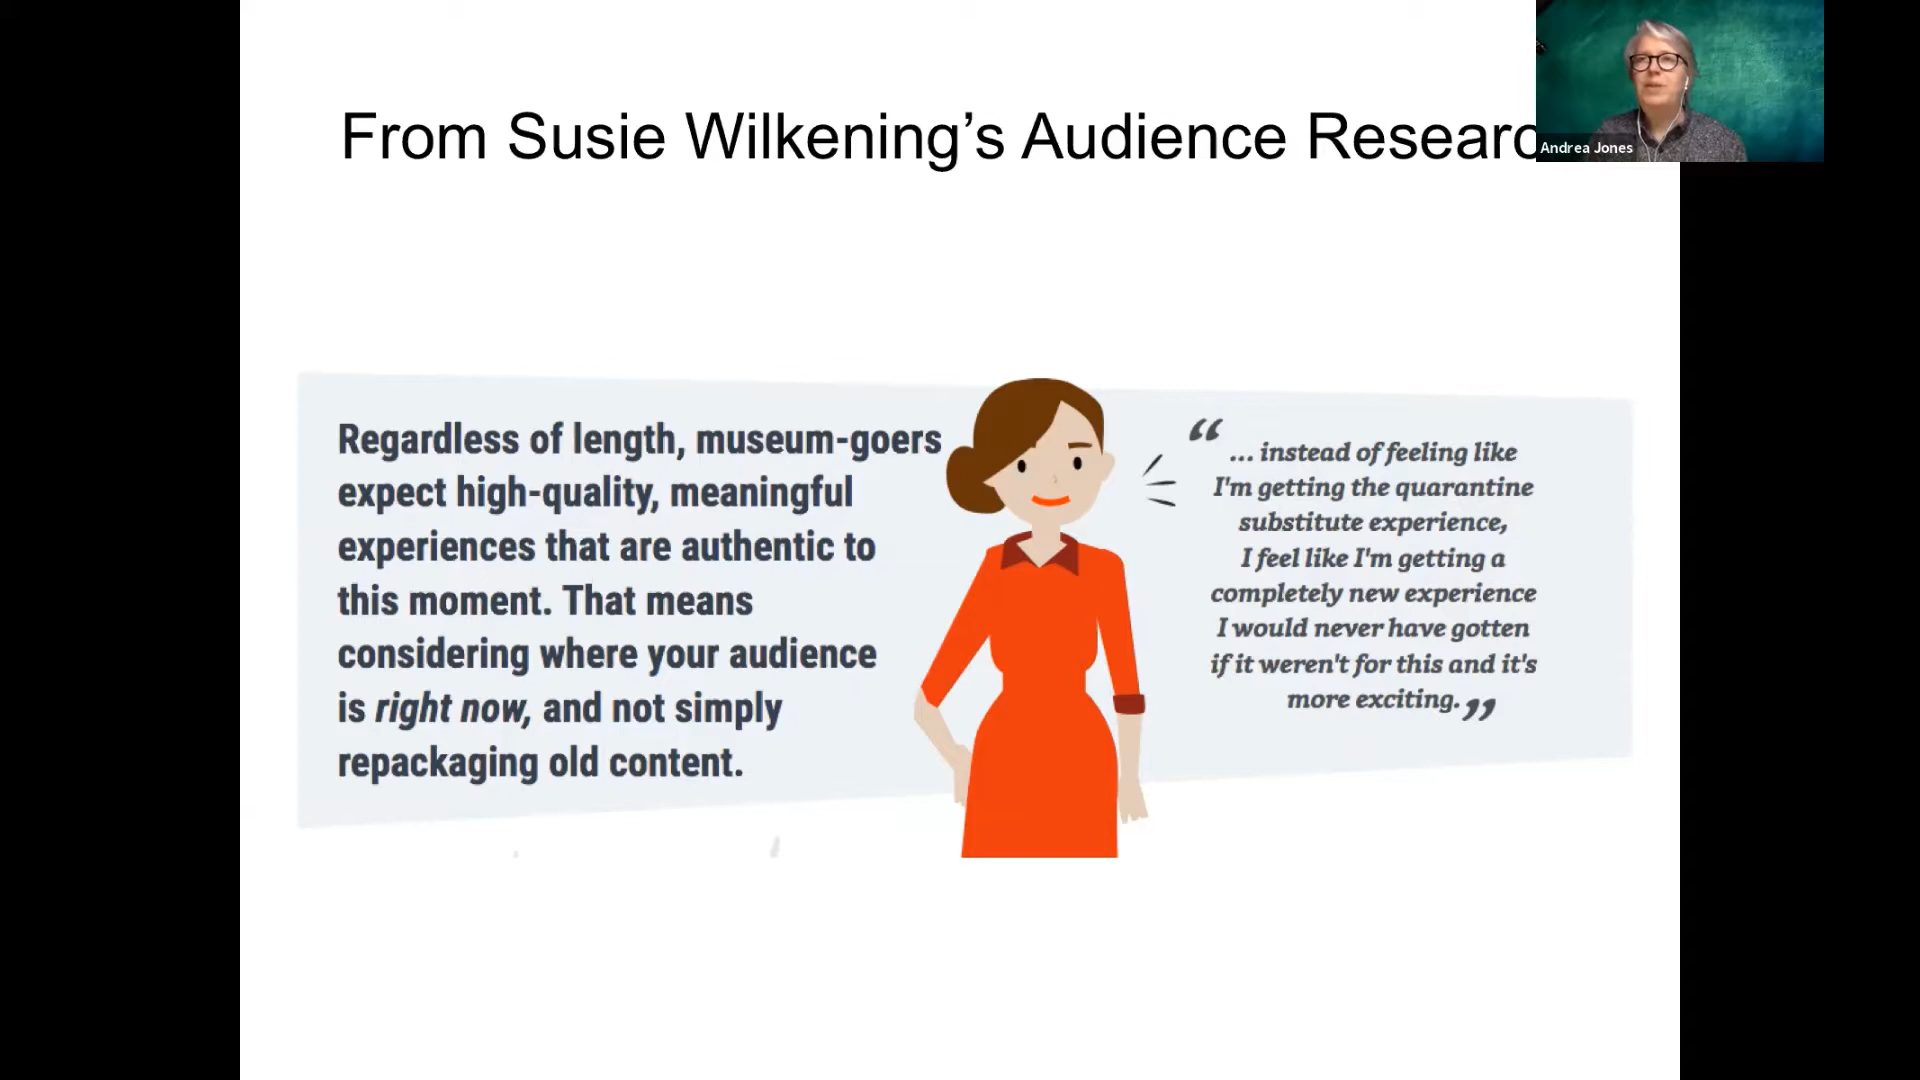 From Susie Wilkening’s Audience Researc
Andrea Jones
Regardless of length, museum-goers
expect high-quality, meaningful
experiences that are authentic to
this moment. That means
considering where your audience
is right now, and not simply
repackaging old content.
“ ... instead of feeling like
I'm getting the quarantine
substitute experience,
I feel like I'm getting a
completely new experience
I would never have gotten
if it weren't for this and it's
more exciting.”